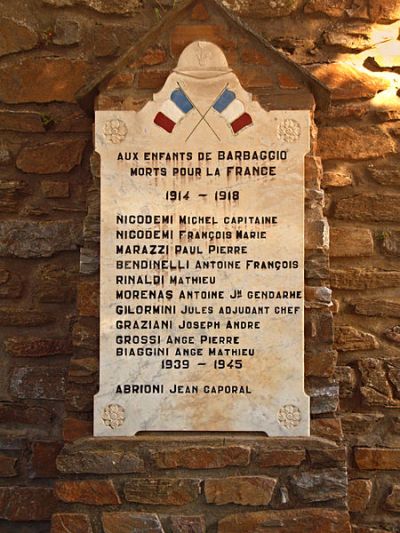 AUX ENFANTS DE BARBAGGIO
MORTS POUR LA FRANCE
1914 - 1918
NICODEMI MICHEL CAPITAINE
NICODEMI FRANÇOIS MARIE
MARAZZI PAUL PIERRE
BENDINELLI ANTOINE FRANÇOIS
RINALDI MATHIEU
MORENAS ANTOINE Jh GENDARME
GILORMINI JULES ADJUDANT CHEF
GRAZIANI JOSEPH ANDRE
GROSSI ANGE PIERRE
BIAGGINI ANGE MATHIEU
1939 - 1945
ABRIONI JEAN CAPORAL